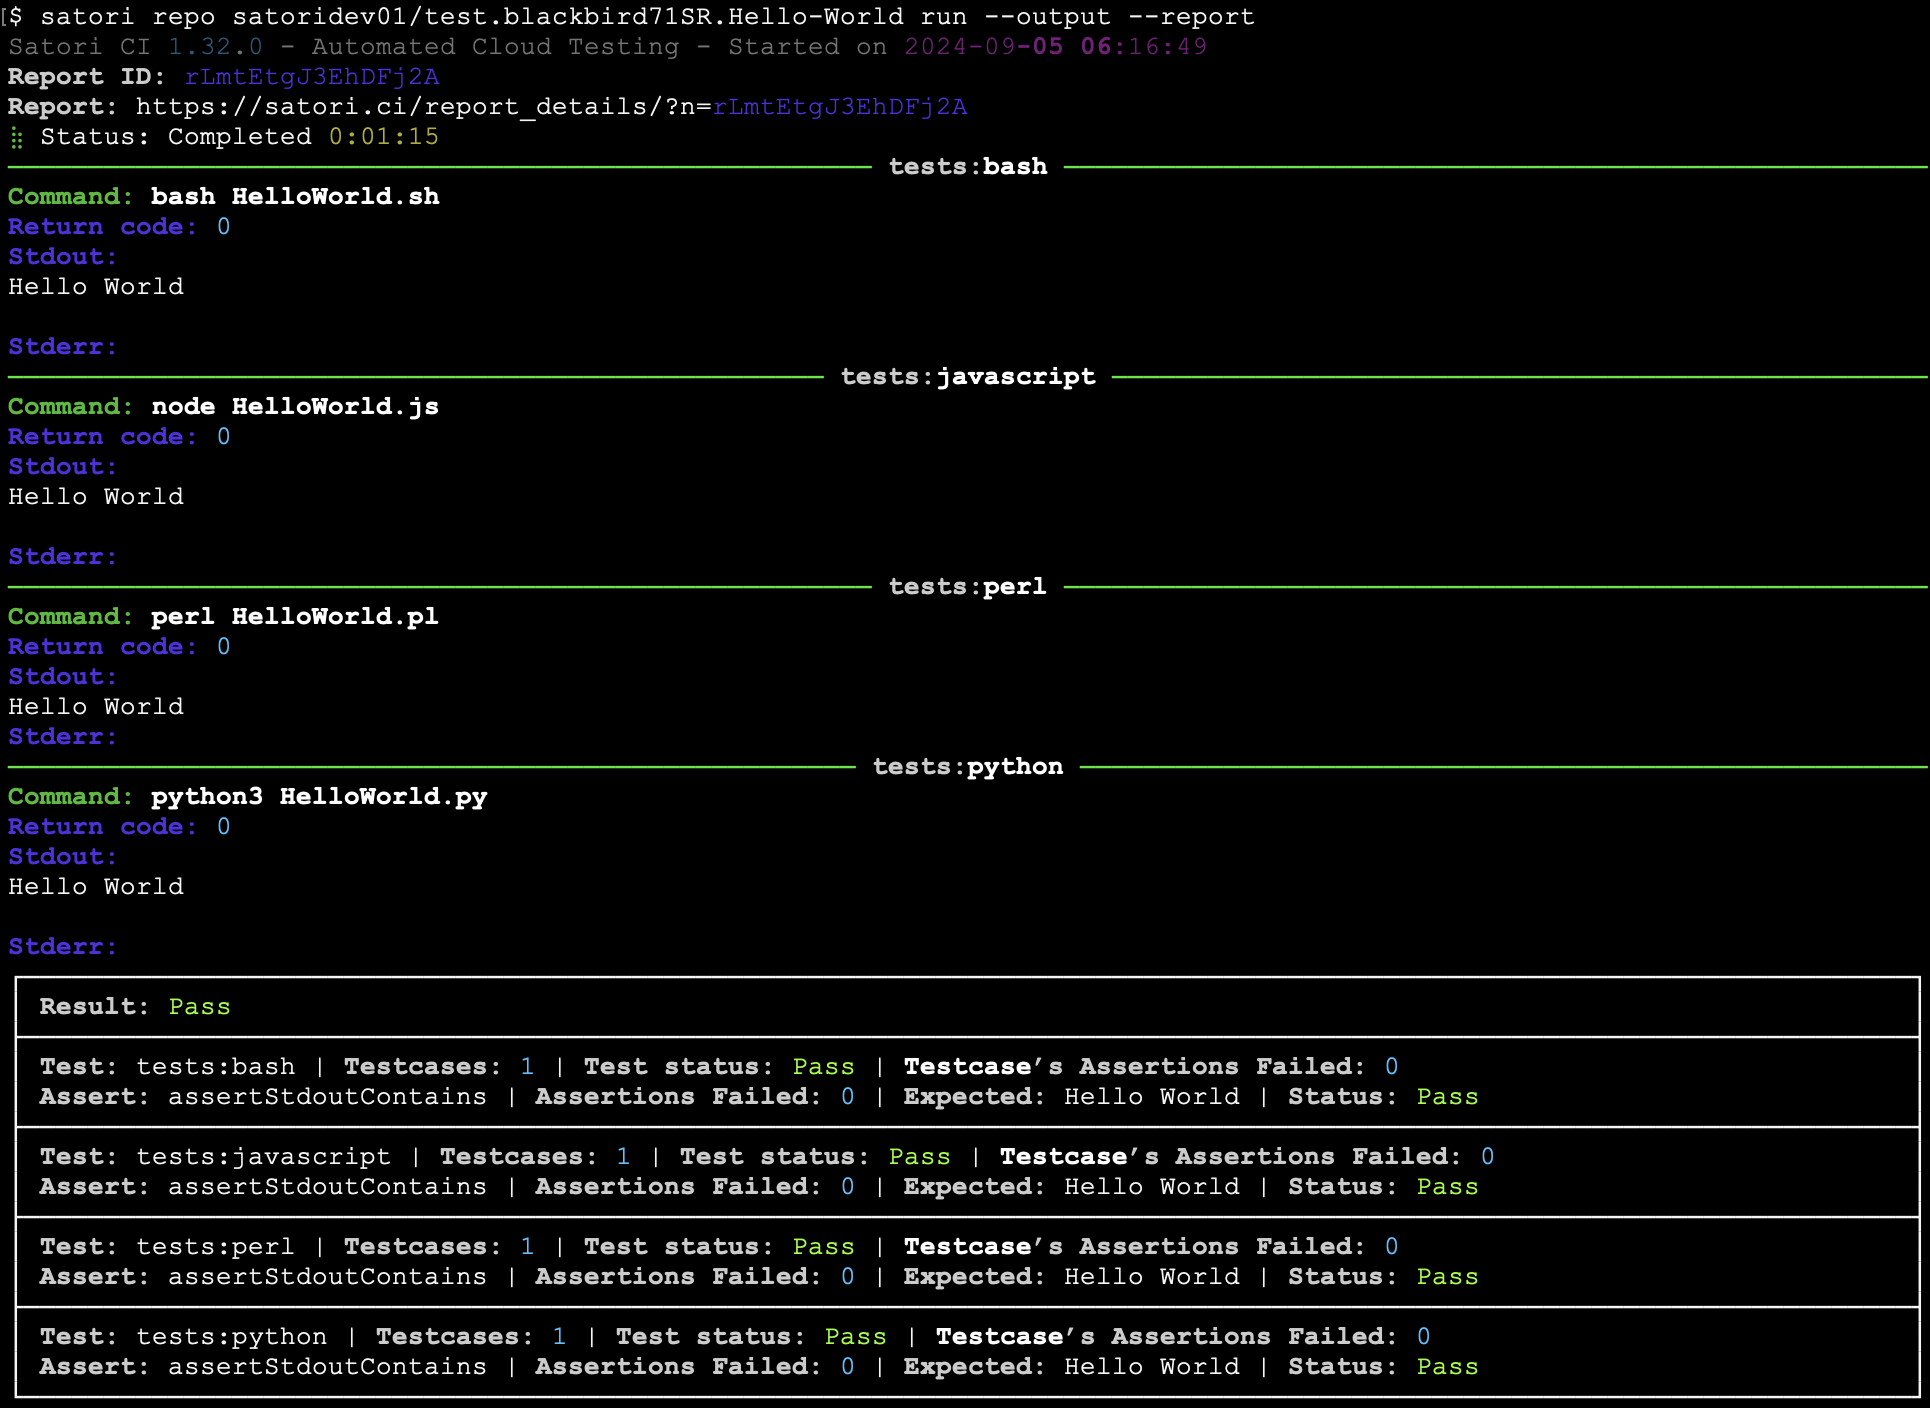 [$ satori repo satoridev01/test.blackbird71SR.Hello-World run --output --report
Satori CI 1.32.0 - Automated Cloud Testing - Started on 2024-09-05 06:16:49
Report ID: rLmtEtgJ3EhDFj2A
Report: https://satori.ci/report_details/?n=rLmtEtgJ3EhDFj2A
Status: Completed 0:01:15
tests:bash
Command: bash HelloWorld.sh
Return code: 0
Stdout:
Hello World
Stderr:
tests:javascript
Command: node HelloWorld.js
Return code: 0
Stdout:
Hello World
Stderr:
tests:perl
Command: perl HelloWorld.pl
Return code: 0
Stdout:
Hello World
Stderr:
tests:python
Command: python3 HelloWorld.py
Return code: 0
Stdout:
Hello World
Stderr:
Result: Pass
Test: tests:bash | Testcases: 1 | Test status: Pass | Testcase’s Assertions Failed: 0
Assert: assertStdoutContains | Assertions Failed: 0 | Expected: Hello World | Status: Pass
Test: tests:javascript | Testcases: 1 | Test status: Pass | Testcase’s Assertions Failed: 0
Assert: assertStdoutContains | Assertions Failed: 0 | Expected: Hello World | Status: Pass
Test: tests:perl | Testcases: 1 | Test status: Pass | Testcase’s Assertions Failed: 0
Assert: assertStdoutContains | Assertions Failed: 0 | Expected: Hello World | Status: Pass
Test: tests:python | Testcases: 1 | Test status: Pass | Testcase’s Assertions Failed: 0
Assert: assertStdoutContains | Assertions Failed: 0 | Expected: Hello World | Status: Pass